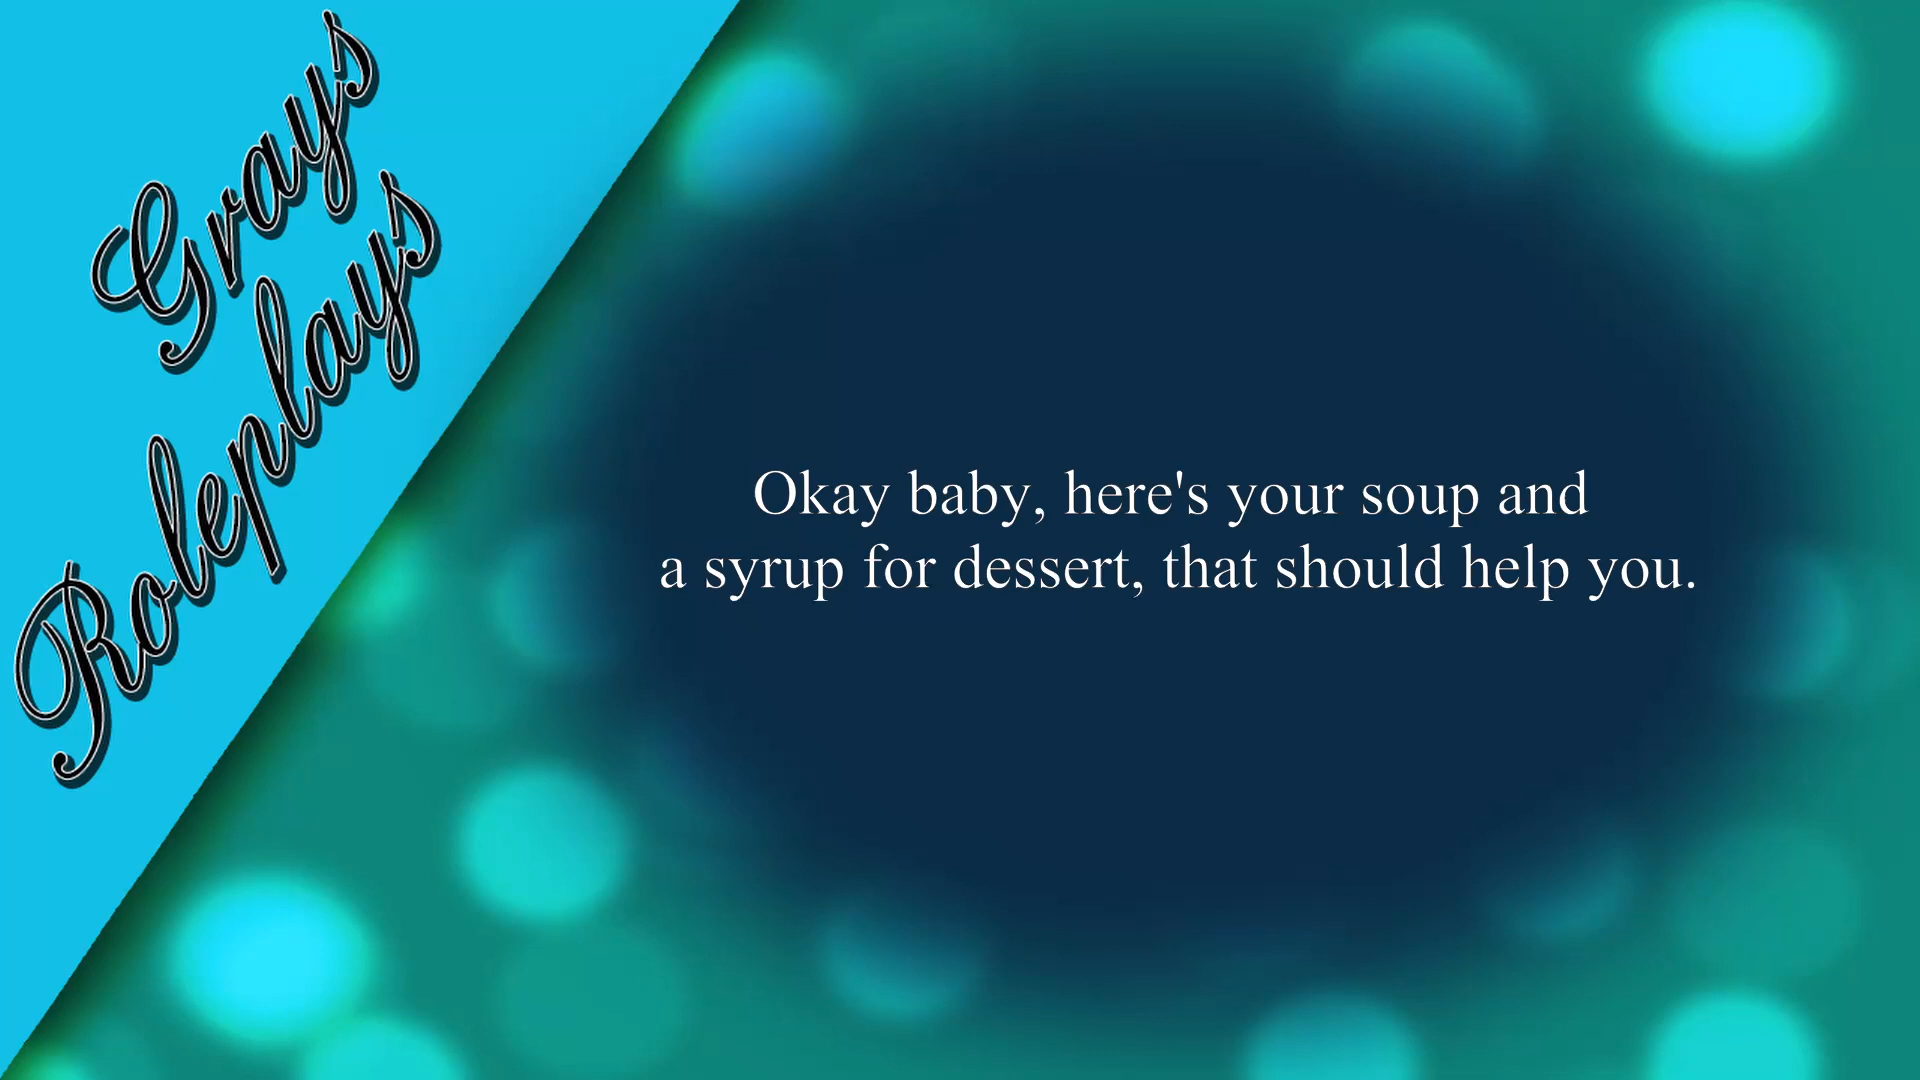 Grays
Roleplays
Okay baby, here's your soup and
a syrup for dessert, that should help you.